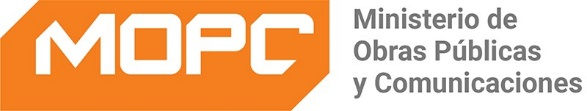 MOPC
Ministerio de
Obras Públicas
y Comunicaciones